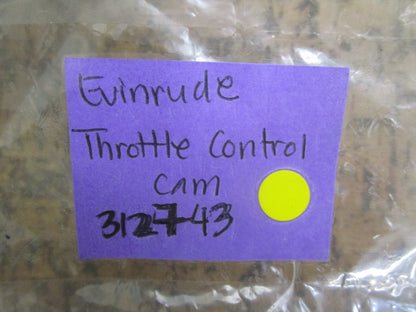 Evinrude
Throttle Control
Cam
312743